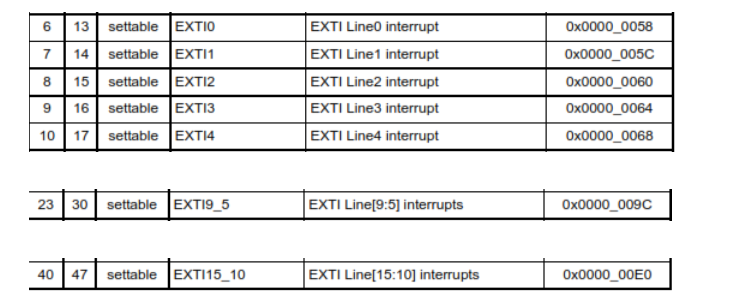 6 13 settable EXTI0 EXTI Line0 interrupt 0x0000_0058
7 14 settable EXTI1 EXTI Line1 interrupt 0x0000_005C
8 15 settable EXTI2 EXTI Line2 interrupt 0x0000_0060
9 16 settable EXTI3 EXTI Line3 interrupt 0x0000_0064
10 17 settable EXTI4 EXTI Line4 interrupt 0x0000_0068
23 30 settable EXTI9_5 EXTI Line[9:5] interrupts 0x0000_009C
40 47 settable EXTI15_10 EXTI Line[15:10] interrupts 0x0000_00E0